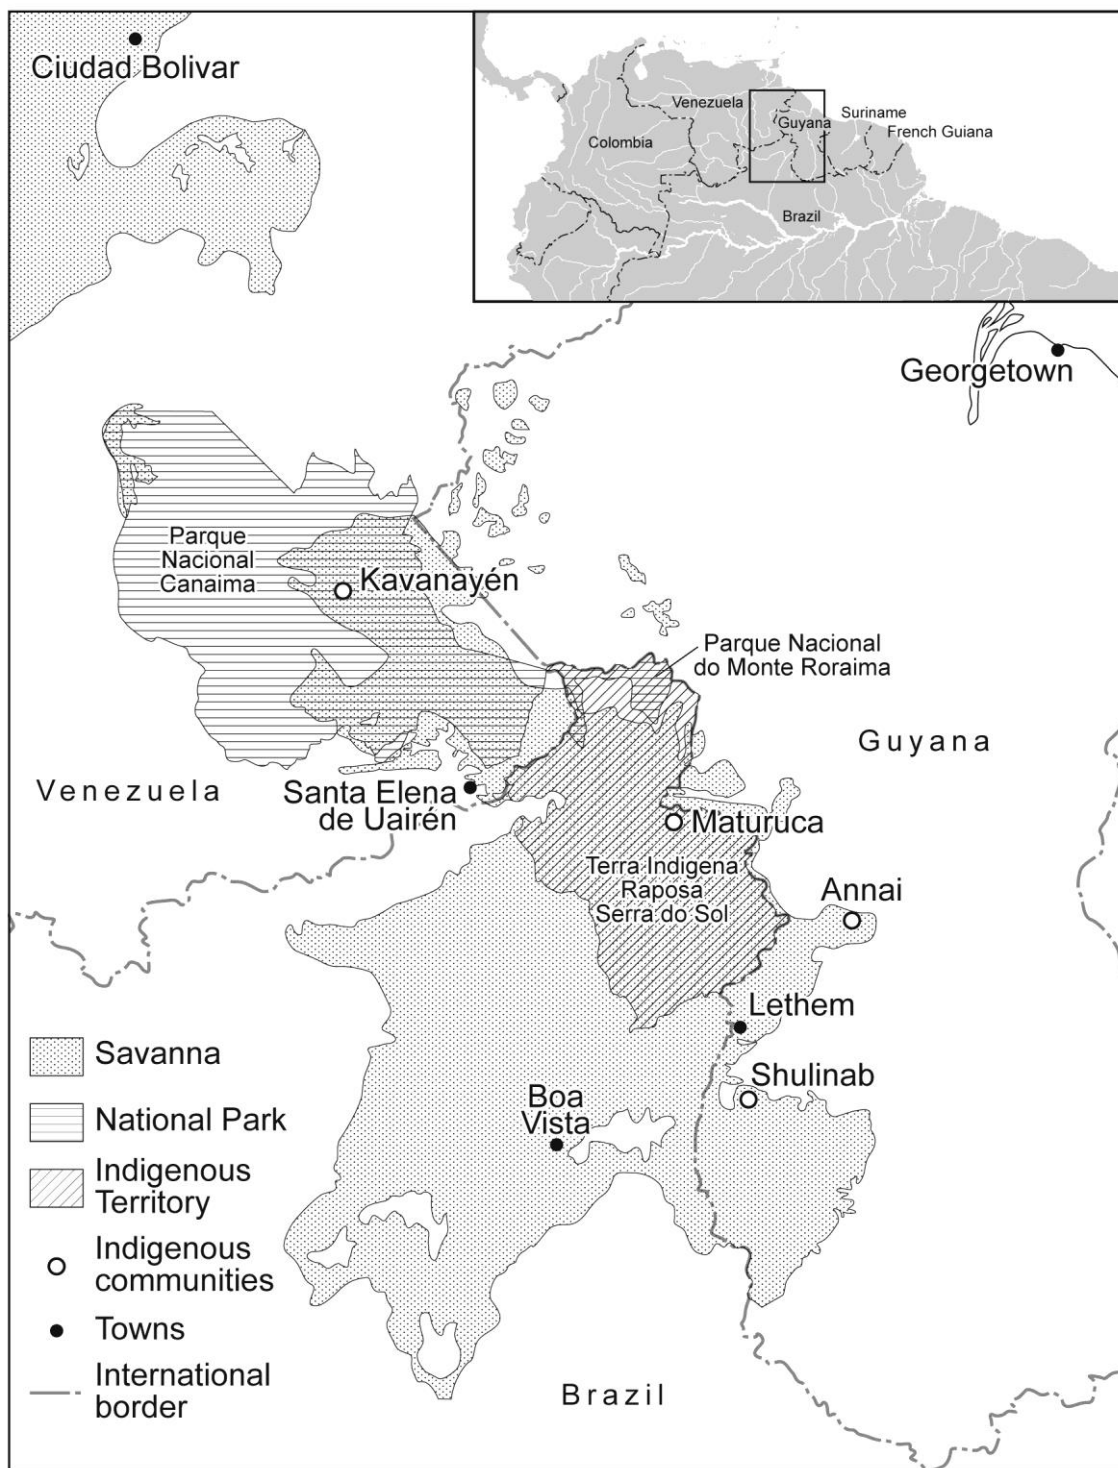 Ciudad Bolivar
Venezuela
Suriname
Guyana
French Guiana
Colombia
Brazil
Georgetown
Parque
Nacional
Canaima
Kavanayén
Parque Nacional
do Monte Roraima
Guyana
Venezuela
Santa Elena
de Uairén
Maturuca
Terra Indigena
Raposa
Serra do Sol
Annai
Lethem
Shulinab
Boa
Vista
Savanna
National Park
Indigenous
Territory
Indigenous
communities
Towns
International
border
Brazil